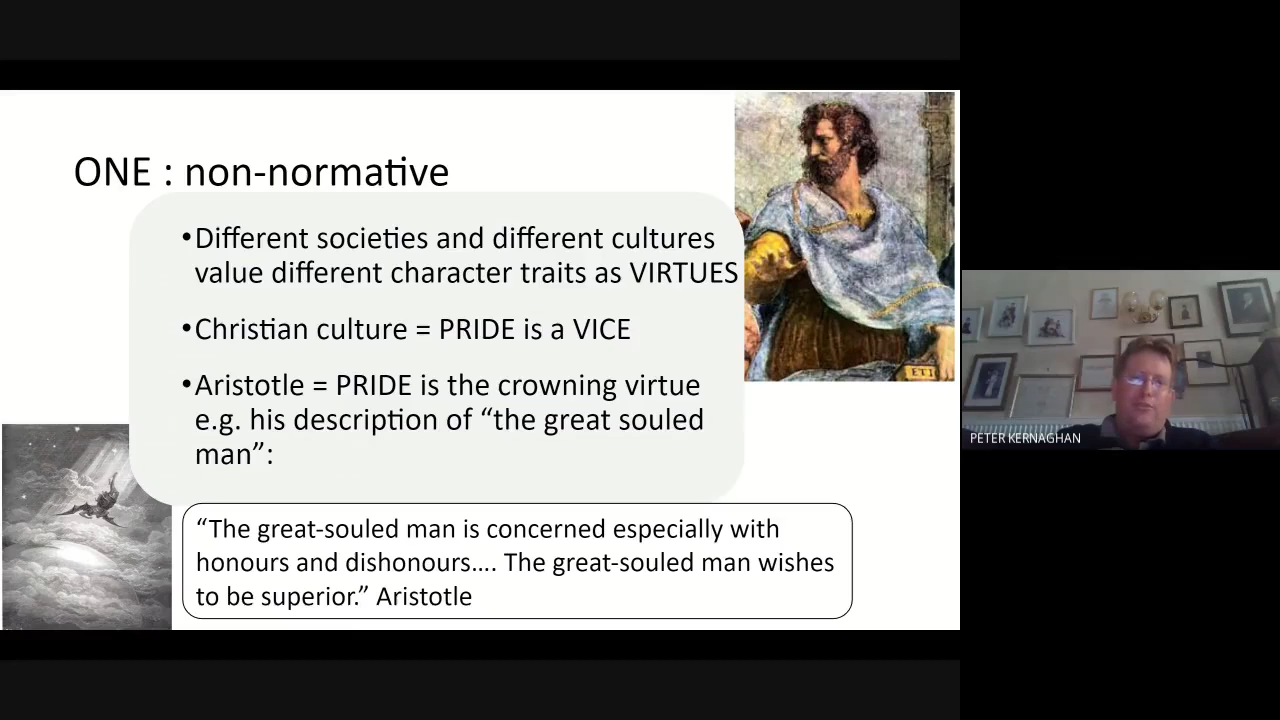 ONE : non-normative
•Different societies and different cultures
value different character traits as VIRTUES
•Christian culture = PRIDE is a VICE
•Aristotle = PRIDE is the crowning virtue
e.g. his description of “the great souled
man”:
“The great-souled man is concerned especially with
honours and dishonours…. The great-souled man wishes
to be superior.” Aristotle
ETI
PETER KERNAGHAN